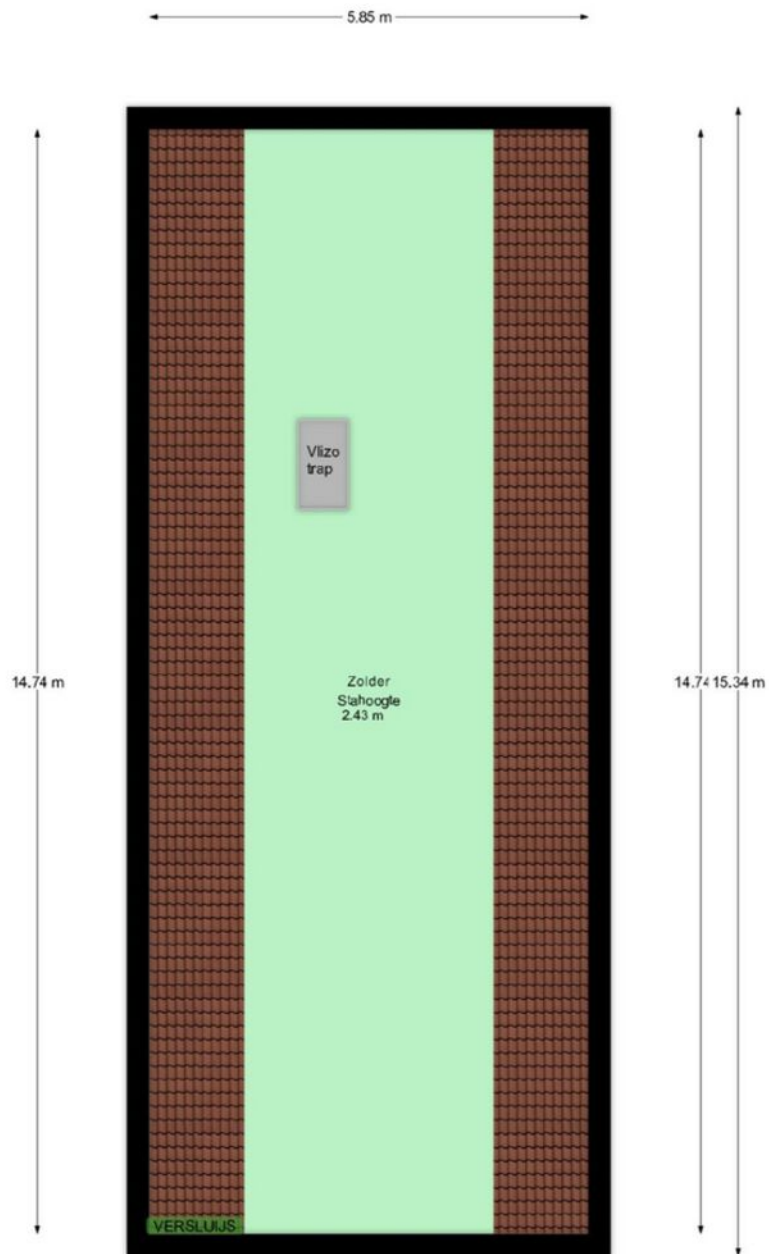 5.85 m
Vlizo
trap
14.74 m
Zolder
Stahoogte
2.43 m
14.74
15.34 m
VERSLUIJS